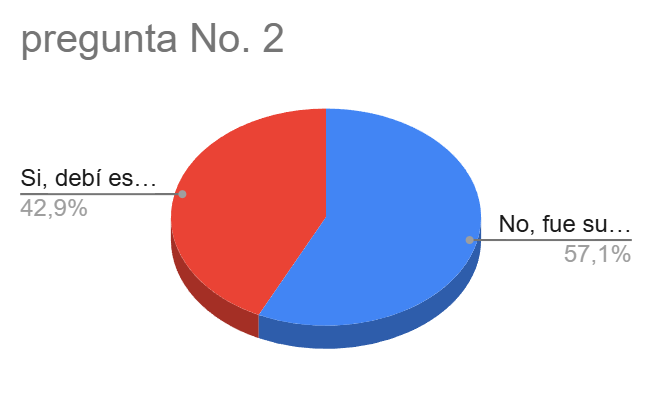 pregunta No. 2
Si, debí es…
42,9%
No, fue su…
57,1%